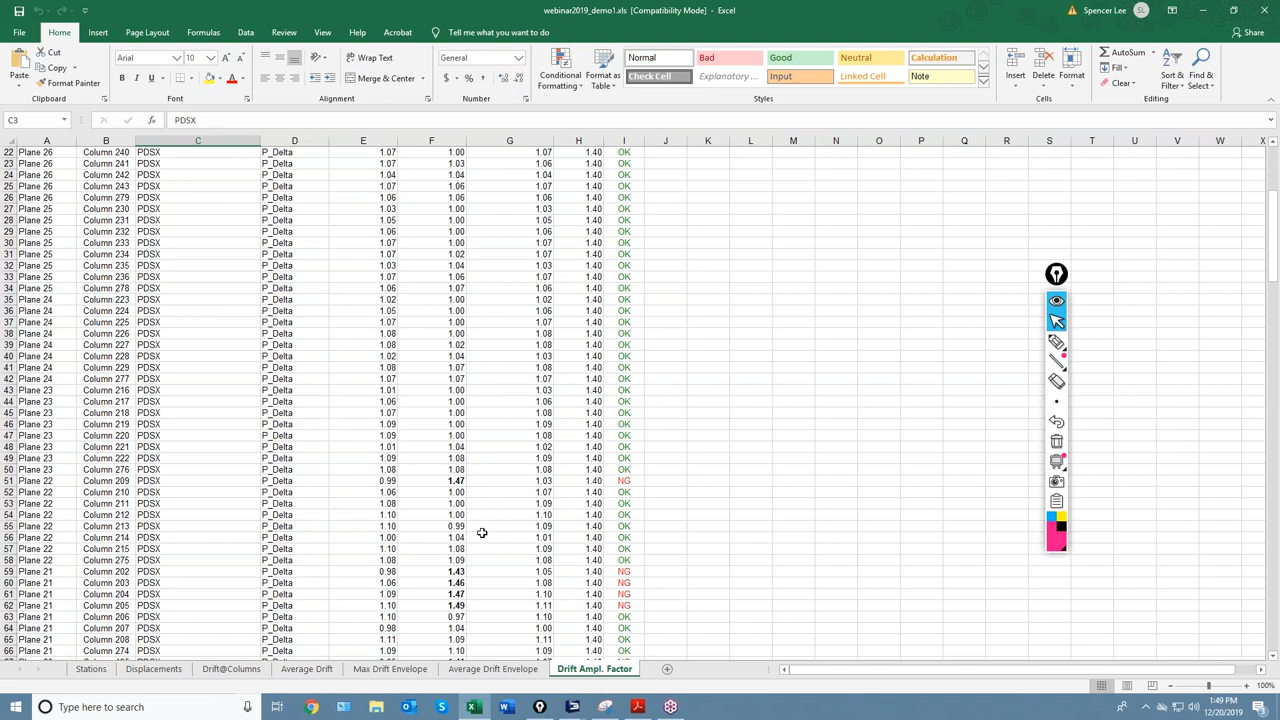 webinar2019_demo1.xls [Compatibility Mode] - Excel
Spencer Lee SL
File Home Insert Page Layout Formulas Data Review View Help Acrobat Tell me what you want to do Share
Paste Cut Copy Format Painter Clipboard
Arial 10 B I U A Font
Wrap Text Merge & Center Alignment
General $ % , Number
Conditional Formatting Format as Table
Normal Bad Good Neutral Calculation
Check Cell Explanatory ... Input Linked Cell Note
Styles
Insert Delete Format Cells
AutoSum Fill Clear Sort & Filter Find & Select Editing
C3 fx PDSX
A B C D E F G H I J K L M N O P Q R S T U V W X
22 Plane 26 Column 240 PDSX P_Delta 1.07 1.00 1.07 1.40 OK
23 Plane 26 Column 241 PDSX P_Delta 1.07 1.03 1.06 1.40 OK
24 Plane 26 Column 242 PDSX P_Delta 1.04 1.04 1.04 1.40 OK
25 Plane 26 Column 243 PDSX P_Delta 1.07 1.06 1.06 1.40 OK
26 Plane 26 Column 279 PDSX P_Delta 1.06 1.06 1.06 1.40 OK
27 Plane 25 Column 230 PDSX P_Delta 1.03 1.00 1.03 1.40 OK
28 Plane 25 Column 231 PDSX P_Delta 1.05 1.00 1.05 1.40 OK
29 Plane 25 Column 232 PDSX P_Delta 1.06 1.00 1.06 1.40 OK
30 Plane 25 Column 233 PDSX P_Delta 1.07 1.00 1.07 1.40 OK
31 Plane 25 Column 234 PDSX P_Delta 1.07 1.02 1.07 1.40 OK
32 Plane 25 Column 235 PDSX P_Delta 1.03 1.04 1.04 1.40 OK
33 Plane 25 Column 236 PDSX P_Delta 1.07 1.06 1.07 1.40 OK
34 Plane 25 Column 278 PDSX P_Delta 1.06 1.07 1.06 1.40 OK
35 Plane 24 Column 223 PDSX P_Delta 1.02 1.00 1.02 1.40 OK
36 Plane 24 Column 224 PDSX P_Delta 1.05 1.00 1.06 1.40 OK
37 Plane 24 Column 225 PDSX P_Delta 1.07 1.00 1.07 1.40 OK
38 Plane 24 Column 226 PDSX P_Delta 1.08 1.00 1.08 1.40 OK
39 Plane 24 Column 227 PDSX P_Delta 1.08 1.02 1.08 1.40 OK
40 Plane 24 Column 228 PDSX P_Delta 1.02 1.04 1.03 1.40 OK
41 Plane 24 Column 229 PDSX P_Delta 1.08 1.07 1.07 1.40 OK
42 Plane 24 Column 277 PDSX P_Delta 1.07 1.07 1.07 1.40 OK
43 Plane 23 Column 216 PDSX P_Delta 1.01 1.00 1.03 1.40 OK
44 Plane 23 Column 217 PDSX P_Delta 1.06 1.00 1.06 1.40 OK
45 Plane 23 Column 218 PDSX P_Delta 1.07 1.00 1.08 1.40 OK
46 Plane 23 Column 219 PDSX P_Delta 1.09 1.00 1.09 1.40 OK
47 Plane 23 Column 220 PDSX P_Delta 1.09 1.00 1.08 1.40 OK
48 Plane 23 Column 221 PDSX P_Delta 1.01 1.04 1.02 1.40 OK
49 Plane 23 Column 222 PDSX P_Delta 1.09 1.08 1.09 1.40 OK
50 Plane 23 Column 276 PDSX P_Delta 1.08 1.08 1.08 1.40 OK
51 Plane 22 Column 209 PDSX P_Delta 0.99 1.47 1.03 1.40 NG
52 Plane 22 Column 210 PDSX P_Delta 1.06 1.00 1.07 1.40 OK
53 Plane 22 Column 211 PDSX P_Delta 1.08 1.00 1.09 1.40 OK
54 Plane 22 Column 212 PDSX P_Delta 1.10 1.00 1.10 1.40 OK
55 Plane 22 Column 213 PDSX P_Delta 1.10 0.99 1.09 1.40 OK
56 Plane 22 Column 214 PDSX P_Delta 1.00 1.04 1.01 1.40 OK
57 Plane 22 Column 215 PDSX P_Delta 1.10 1.08 1.09 1.40 OK
58 Plane 22 Column 275 PDSX P_Delta 1.08 1.09 1.08 1.40 OK
59 Plane 21 Column 202 PDSX P_Delta 0.98 1.43 1.05 1.40 NG
60 Plane 21 Column 203 PDSX P_Delta 1.06 1.46 1.08 1.40 NG
61 Plane 21 Column 204 PDSX P_Delta 1.09 1.47 1.10 1.40 NG
62 Plane 21 Column 205 PDSX P_Delta 1.10 1.49 1.11 1.40 NG
63 Plane 21 Column 206 PDSX P_Delta 1.10 0.97 1.10 1.40 OK
64 Plane 21 Column 207 PDSX P_Delta 0.98 1.04 1.00 1.40 OK
65 Plane 21 Column 208 PDSX P_Delta 1.11 1.09 1.11 1.40 OK
66 Plane 21 Column 274 PDSX P_Delta 1.09 1.10 1.09 1.40 OK
Stations Displacements Drift@Columns Average Drift Max Drift Envelope Average Drift Envelope Drift Ampl. Factor
100%
Type here to search
1:49 PM
12/20/2019